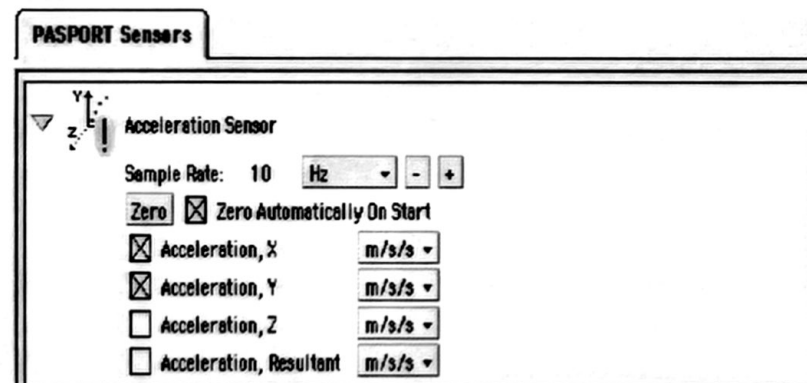 PASPORT Sensors
Y
Z
Acceleration Sensor
Sample Rate: 10 Hz - +
Zero Zero Automatically On Start
Acceleration, X m/s/s
Acceleration, Y m/s/s
Acceleration, Z m/s/s
Acceleration, Resultant m/s/s